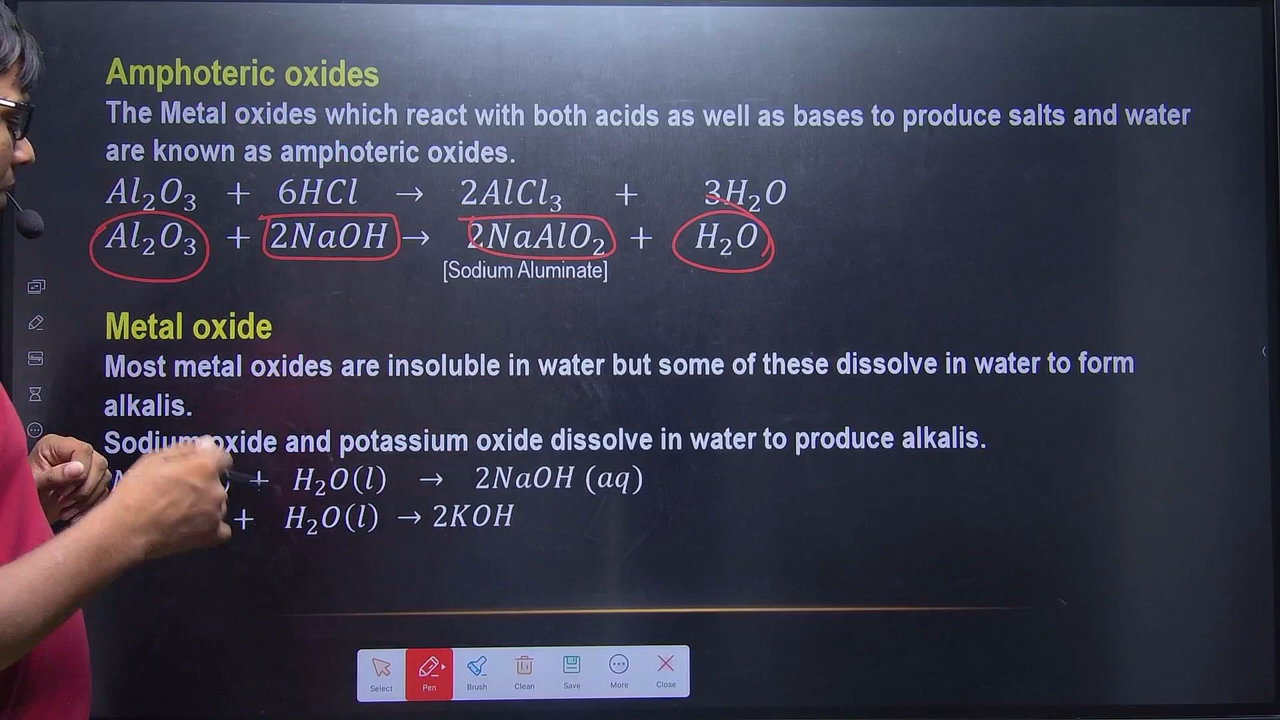 Amphoteric oxides
The Metal oxides which react with both acids as well as bases to produce salts and water
are known as amphoteric oxides.
Al₂O₃ + 6HCl → 2AlCl₃ + 3H₂O
Al₂O₃ + 2NaOH → 2NaAlO₂ + H₂O
[Sodium Aluminate]
Metal oxide
Most metal oxides are insoluble in water but some of these dissolve in water to form
alkalis.
Sodium oxide and potassium oxide dissolve in water to produce alkalis.
+ H₂O(l) → 2NaOH (aq)
+ H₂O(l) → 2KOH
Select Pen Brush Clean Save More Close